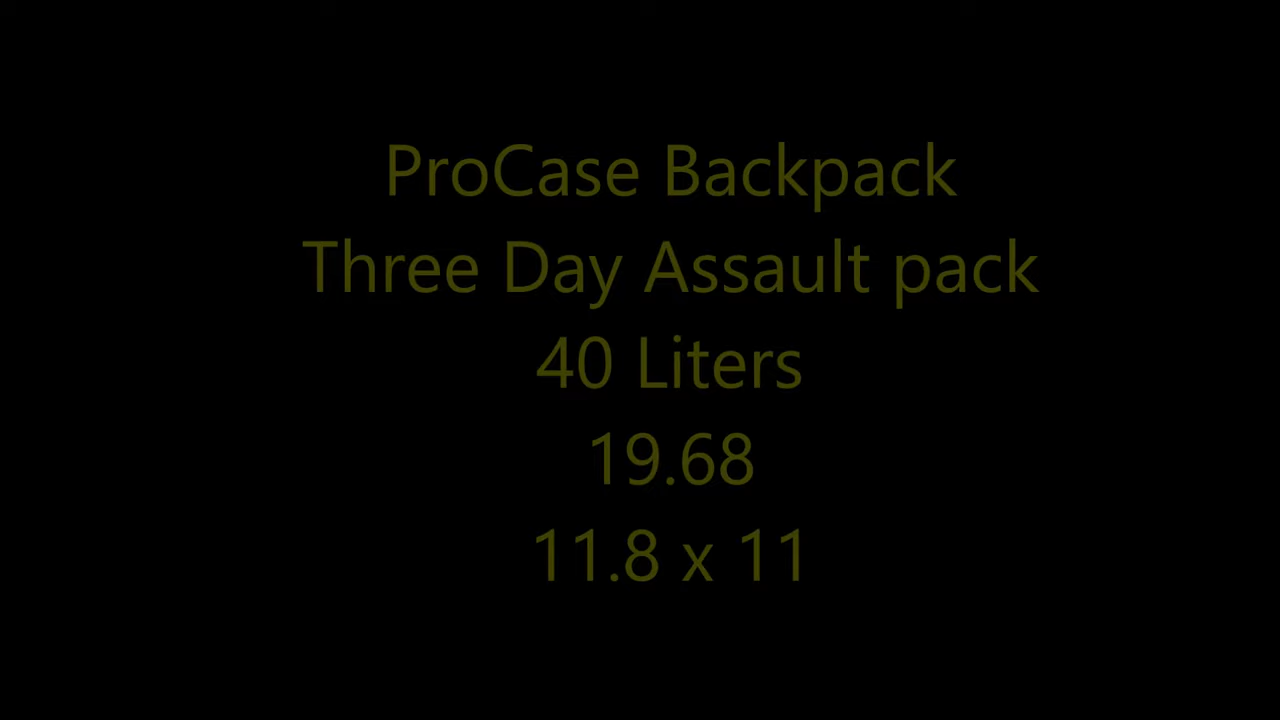 ProCase Backpack
Three Day Assault pack
40 Liters
19.68
11.8 x 11